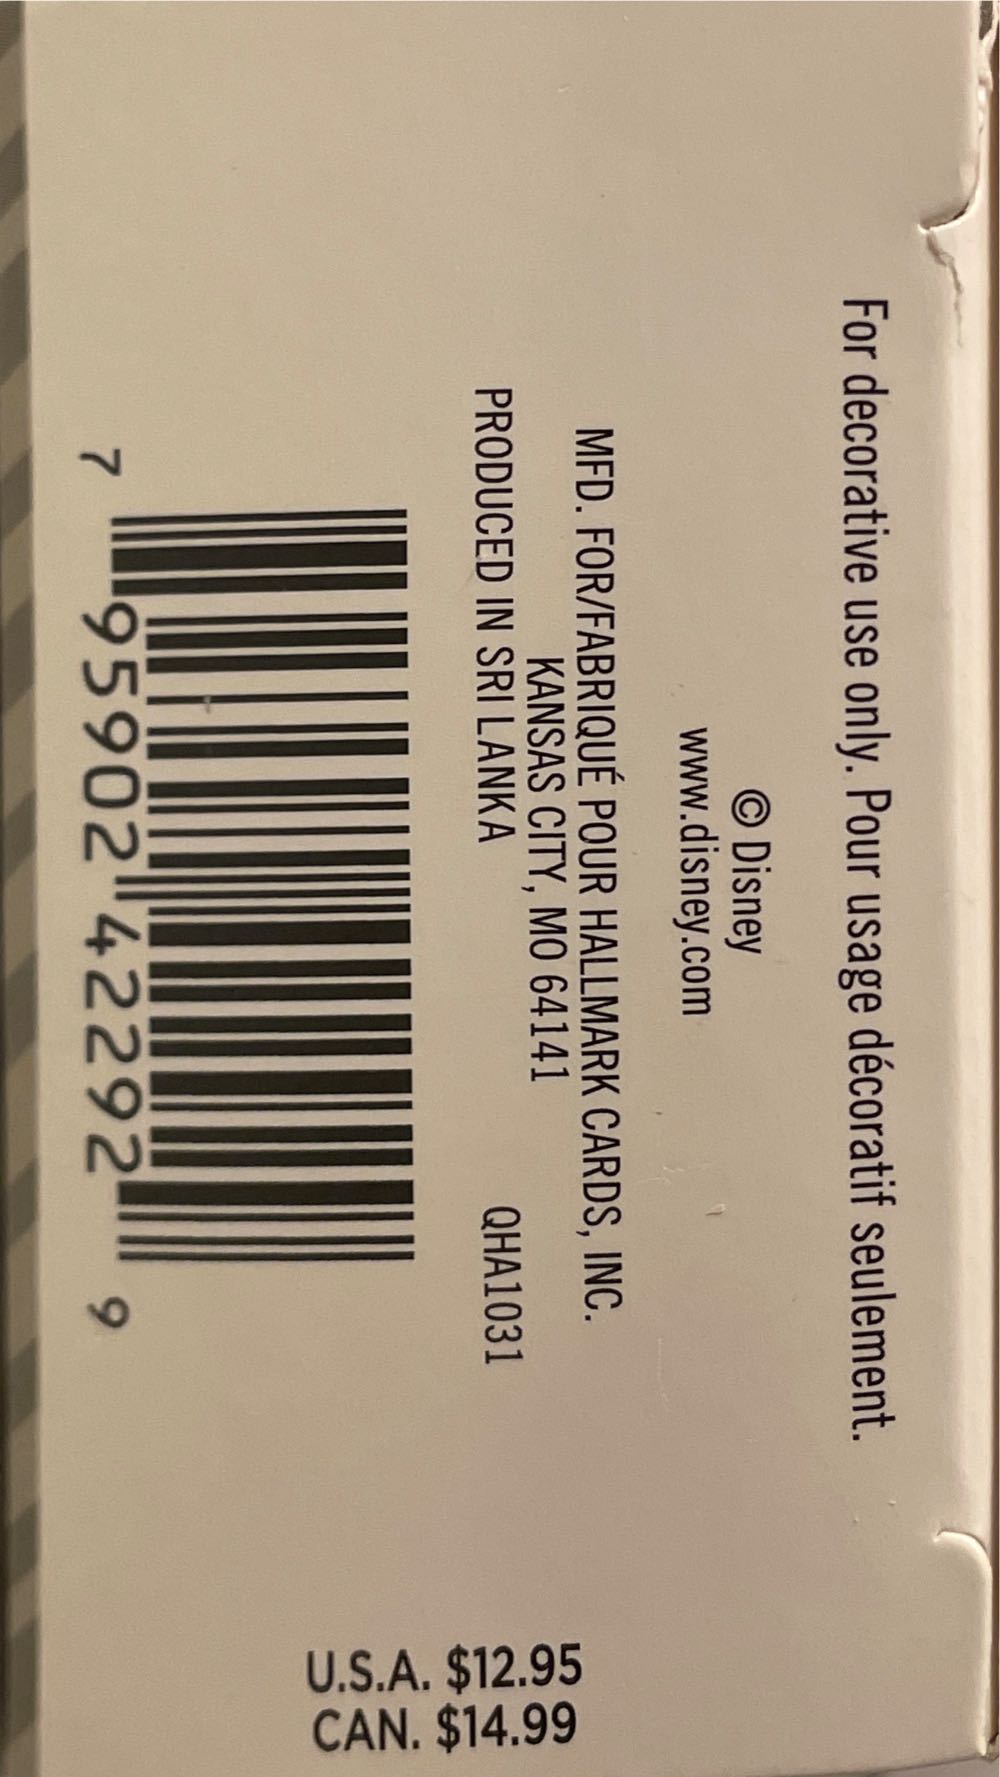 For decorative use only. Pour usage décoratif seulement.
© Disney
www.disney.com
MFD. FOR/FABRIQUÉ POUR HALLMARK CARDS, INC.
KANSAS CITY, MO 64141
PRODUCED IN SRI LANKA QHA1031
7 95902 42292 9
U.S.A. $12.95
CAN. $14.99